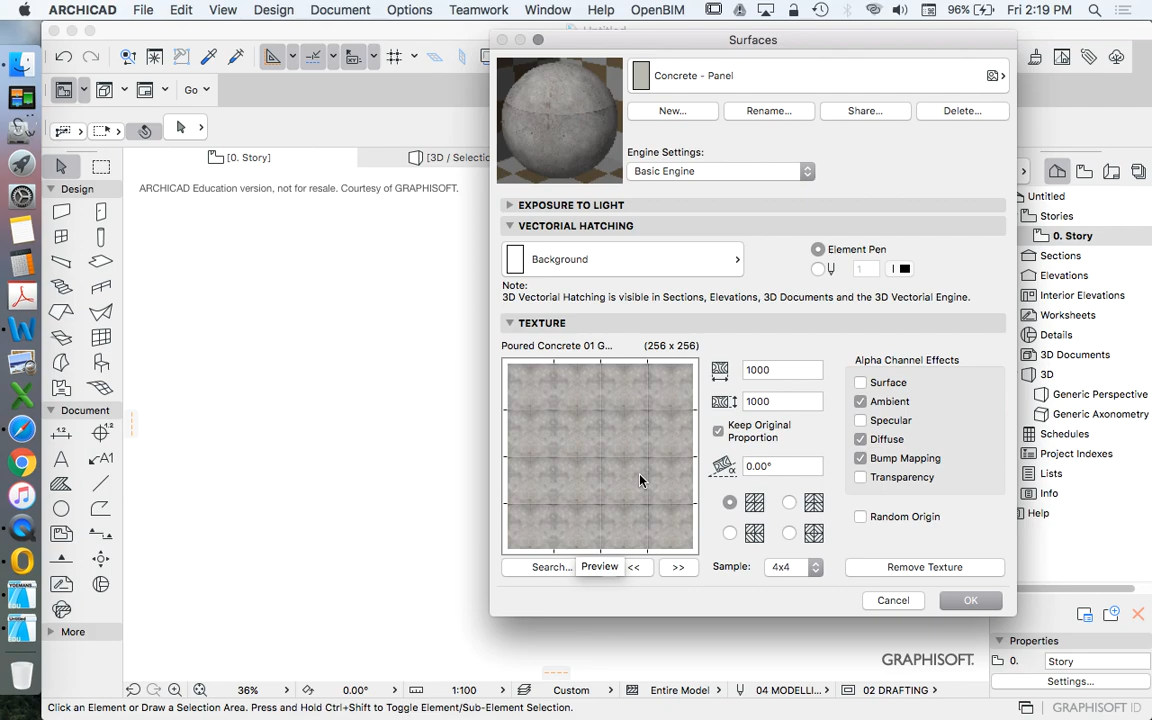 ARCHICAD File Edit View Design Document Options Teamwork Window Help OpenBIM 96% Fri 2:19 PM
Surfaces
Concrete - Panel
New... Rename... Share... Delete...
Engine Settings:
Basic Engine
Go
[0. Story]
[3D / Selectio
ARCHICAD Education version, not for resale. Courtesy of GRAPHISOFT.
EXPOSURE TO LIGHT
VECTORIAL HATCHING
Background
Element Pen
1
Note:
3D Vectorial Hatching is visible in Sections, Elevations, 3D Documents and the 3D Vectorial Engine.
TEXTURE
Poured Concrete 01 G... (256 x 256)
1000
1000
Keep Original
Proportion
0.00°
Alpha Channel Effects
Surface
Ambient
Specular
Diffuse
Bump Mapping
Transparency
Random Origin
Search... Preview << >>
Sample: 4x4
Remove Texture
Cancel OK
Design
Document
A
A1
More
Untitled
Stories
0. Story
Sections
Elevations
Interior Elevations
Worksheets
Details
3D Documents
3D
Generic Perspective
Generic Axonometry
Schedules
Project Indexes
Lists
Info
Help
Properties
0. Story
Settings...
GRAPHISOFT.
36% 0.00° 1:100 Custom Entire Model 04 MODELLI... 02 DRAFTING
Click an Element or Draw a Selection Area. Press and Hold Ctrl+Shift to Toggle Element/Sub-Element Selection.
GRAPHISOFT ID